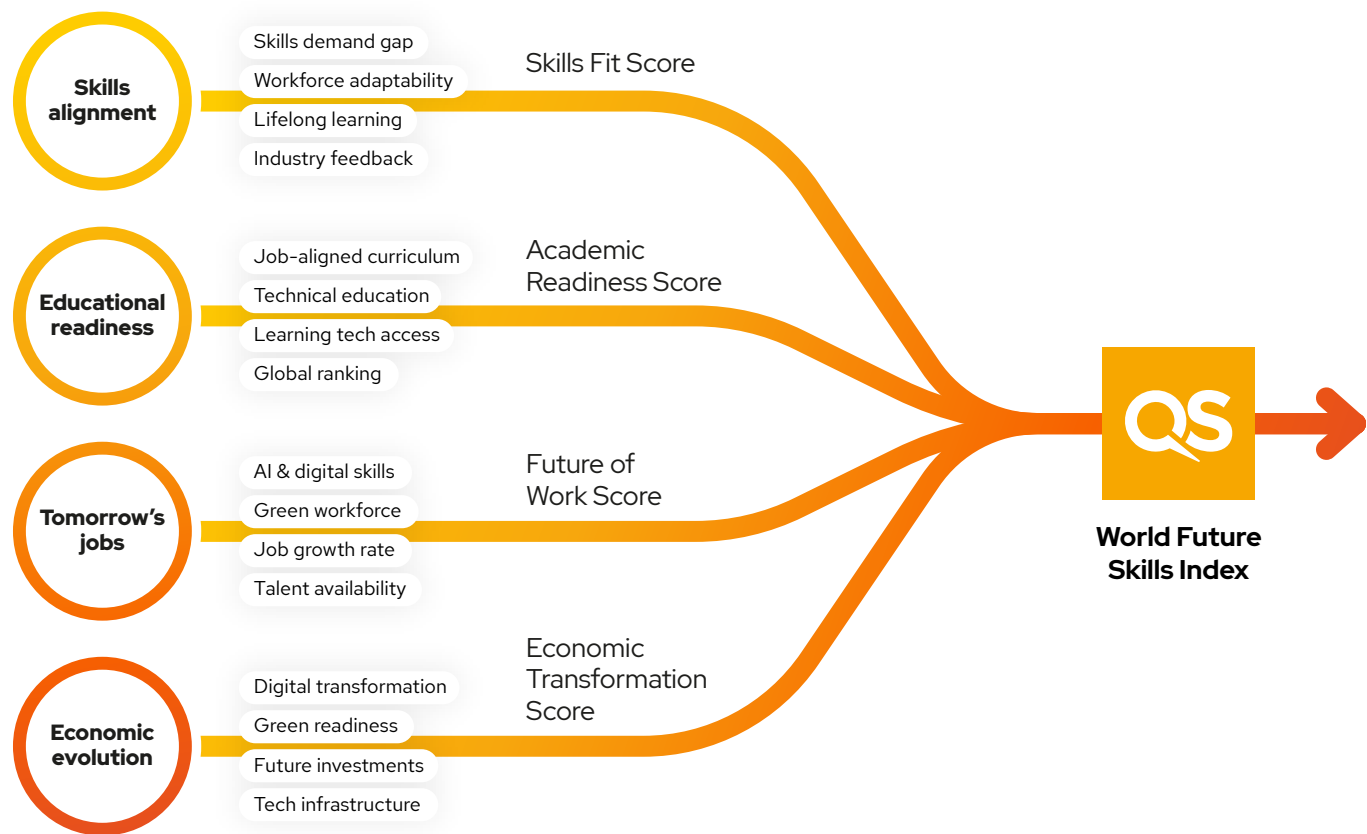 Skills
alignment
Skills demand gap
Workforce adaptability
Lifelong learning
Industry feedback
Skills Fit Score
Educational
readiness
Job-aligned curriculum
Technical education
Learning tech access
Global ranking
Academic
Readiness Score
Tomorrow’s
jobs
AI & digital skills
Green workforce
Job growth rate
Talent availability
Future of
Work Score
Economic
evolution
Digital transformation
Green readiness
Future investments
Tech infrastructure
Economic
Transformation
Score
QS
World Future
Skills Index